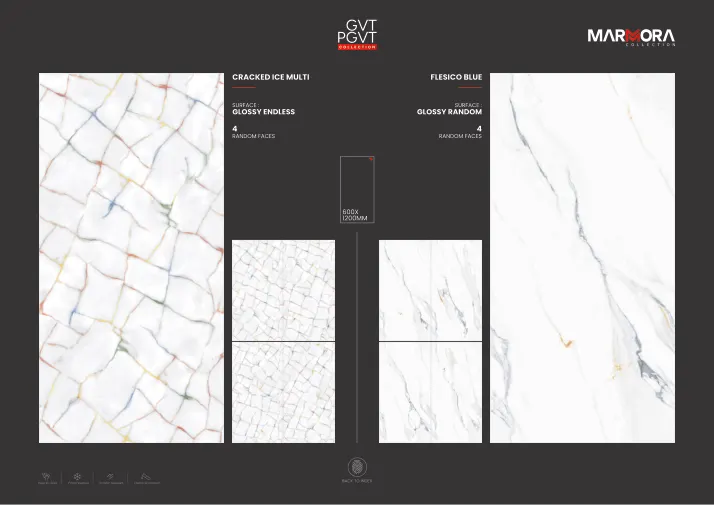 GVT
PGVT
COLLECTION
MARMORA
COLLECTION
CRACKED ICE MULTI
SURFACE :
GLOSSY ENDLESS
4
RANDOM FACES
FLESICO BLUE
SURFACE :
GLOSSY RANDOM
4
RANDOM FACES
600X
1200MM
BACK TO INDEX